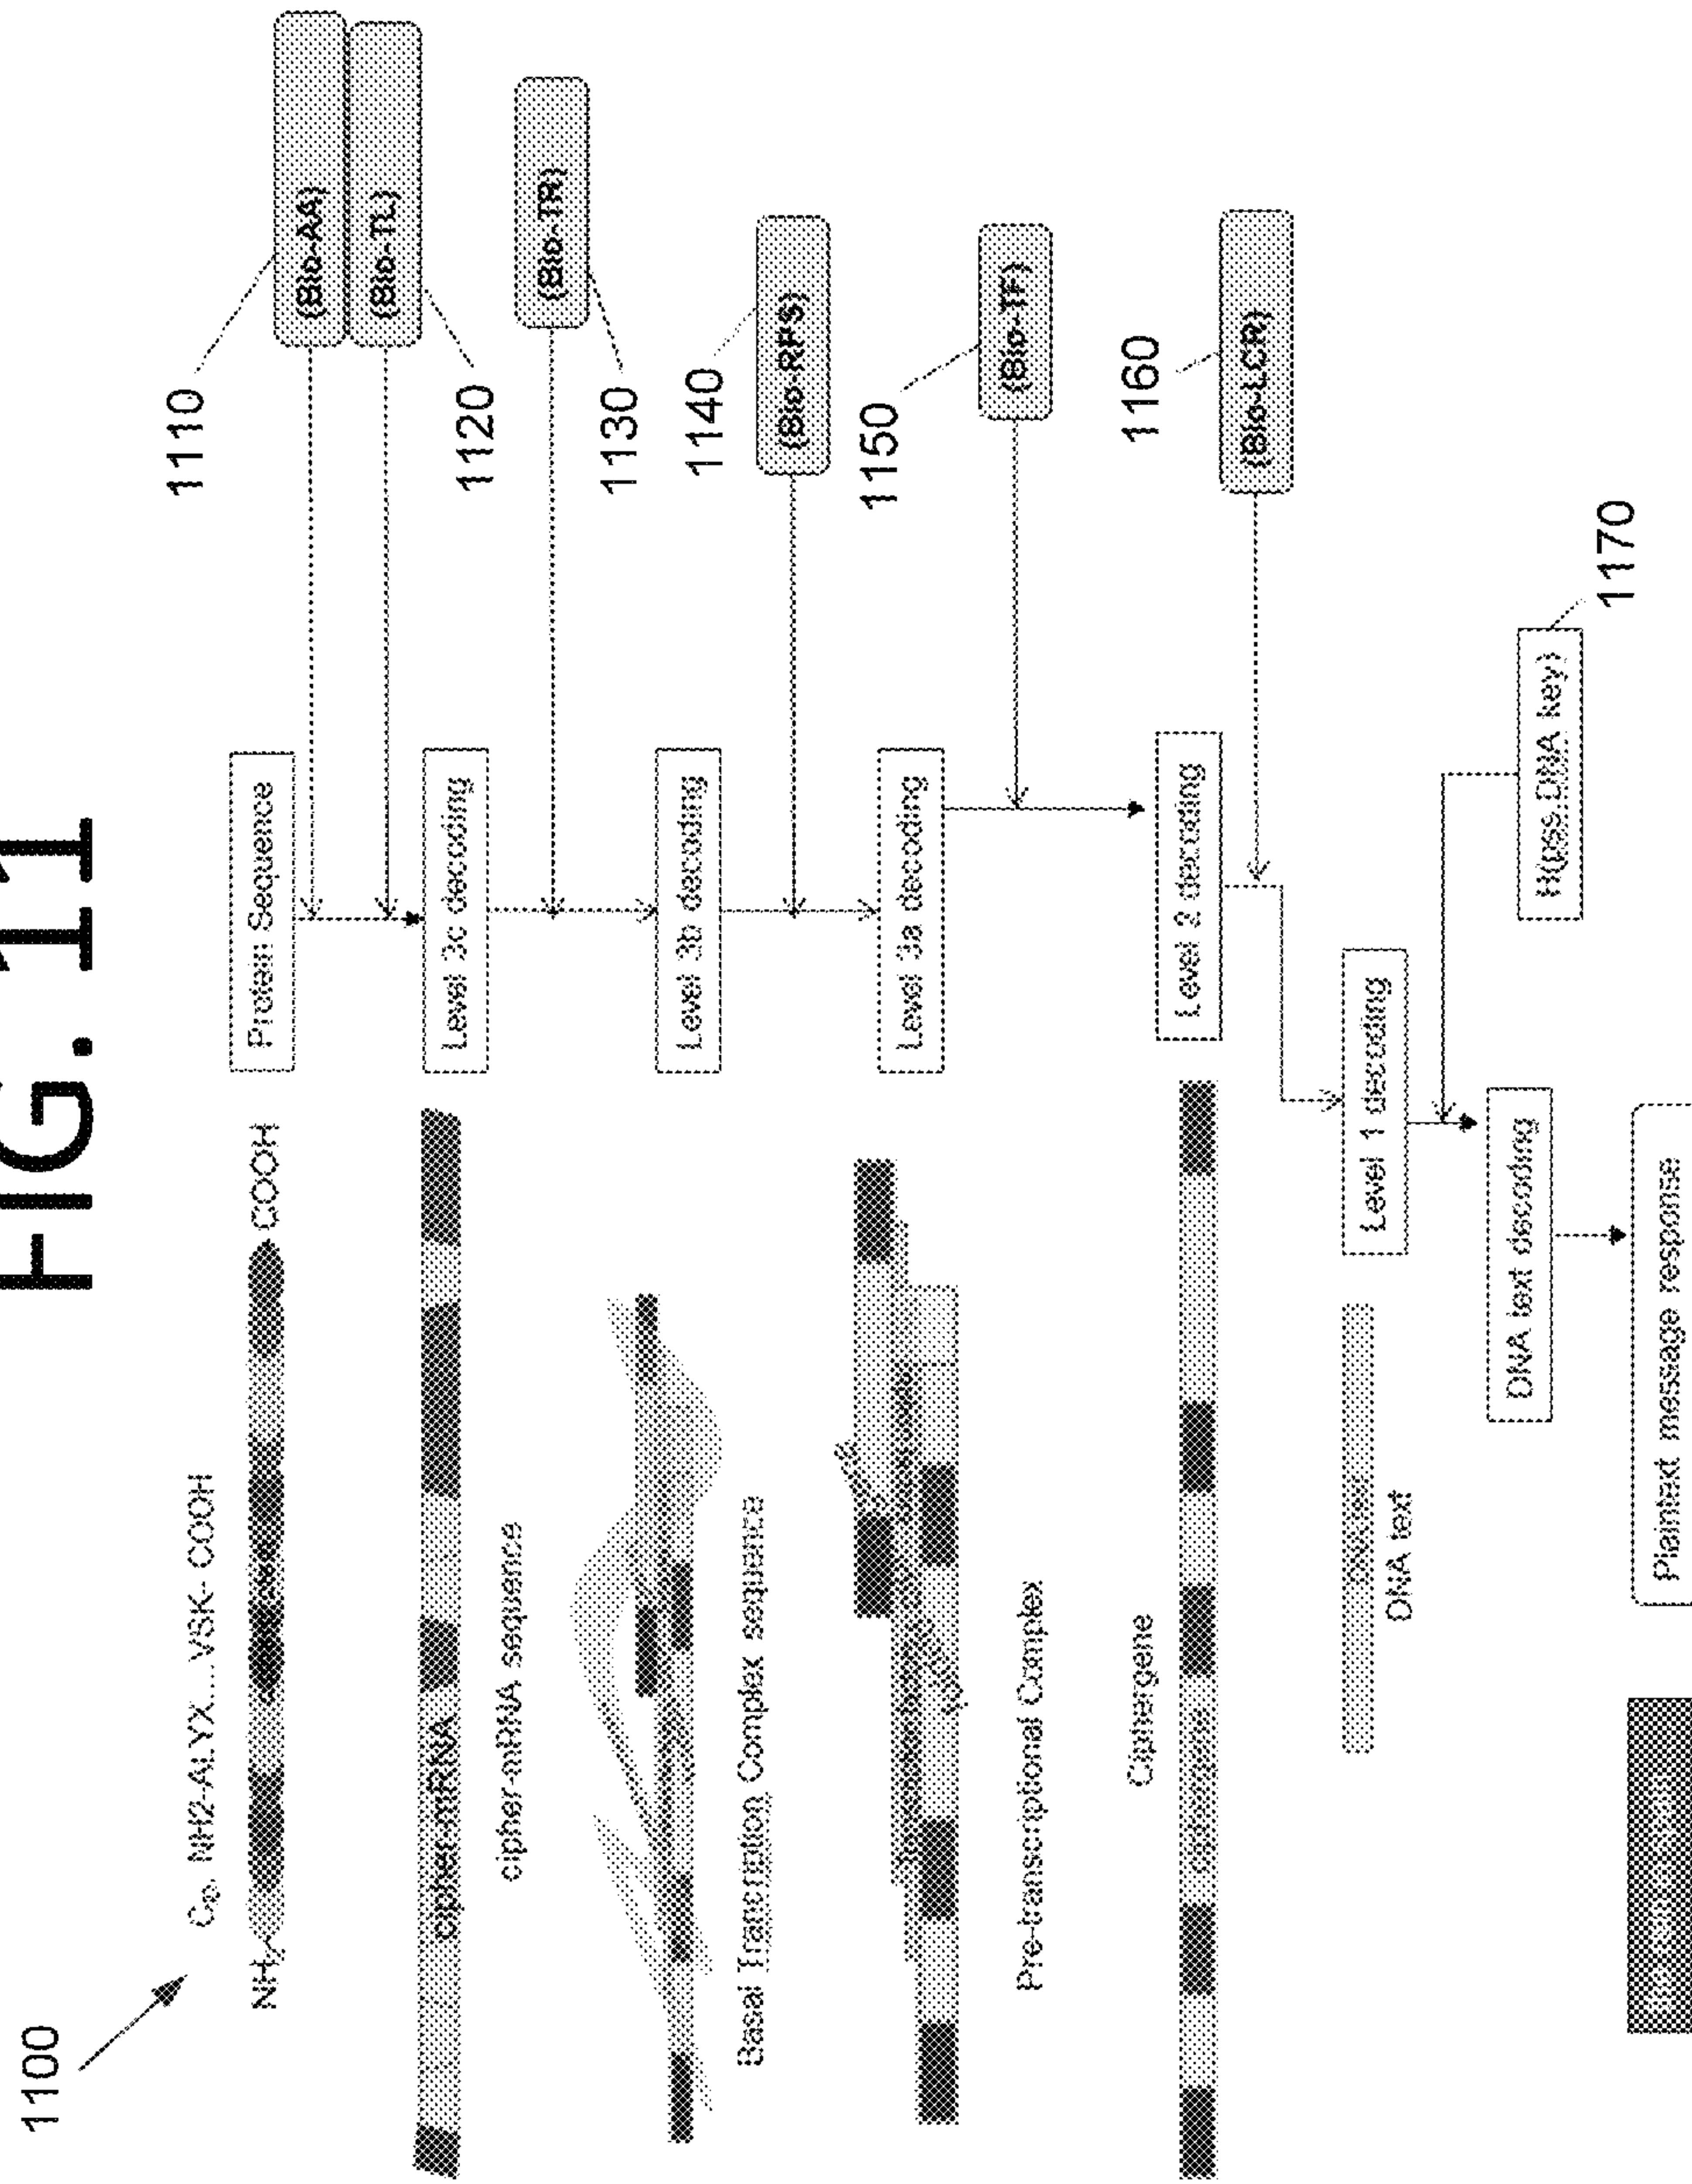 FIG. 11
1100
NH2-ALYX...VSK- COOH
NH2
COOH
Protein Sequence
1110
(Bio-AA)
(Bio-TL)
1120
cipher-mRNA
cipher-mRNA sequence
Level 3c decoding
(Bio-TR)
1130
Basal Transcription Complex sequence
Level 3b decoding
1140
(Bio-RPS)
Pre-transcriptional Complex
Level 3a decoding
1150
(Bio-TF)
Ciphergene
ciphergene
Level 2 decoding
1160
(Bio-LCR)
DNA text
Level 1 decoding
H(pss.DNA key)
1170
DNA text decoding
Plaintext message response